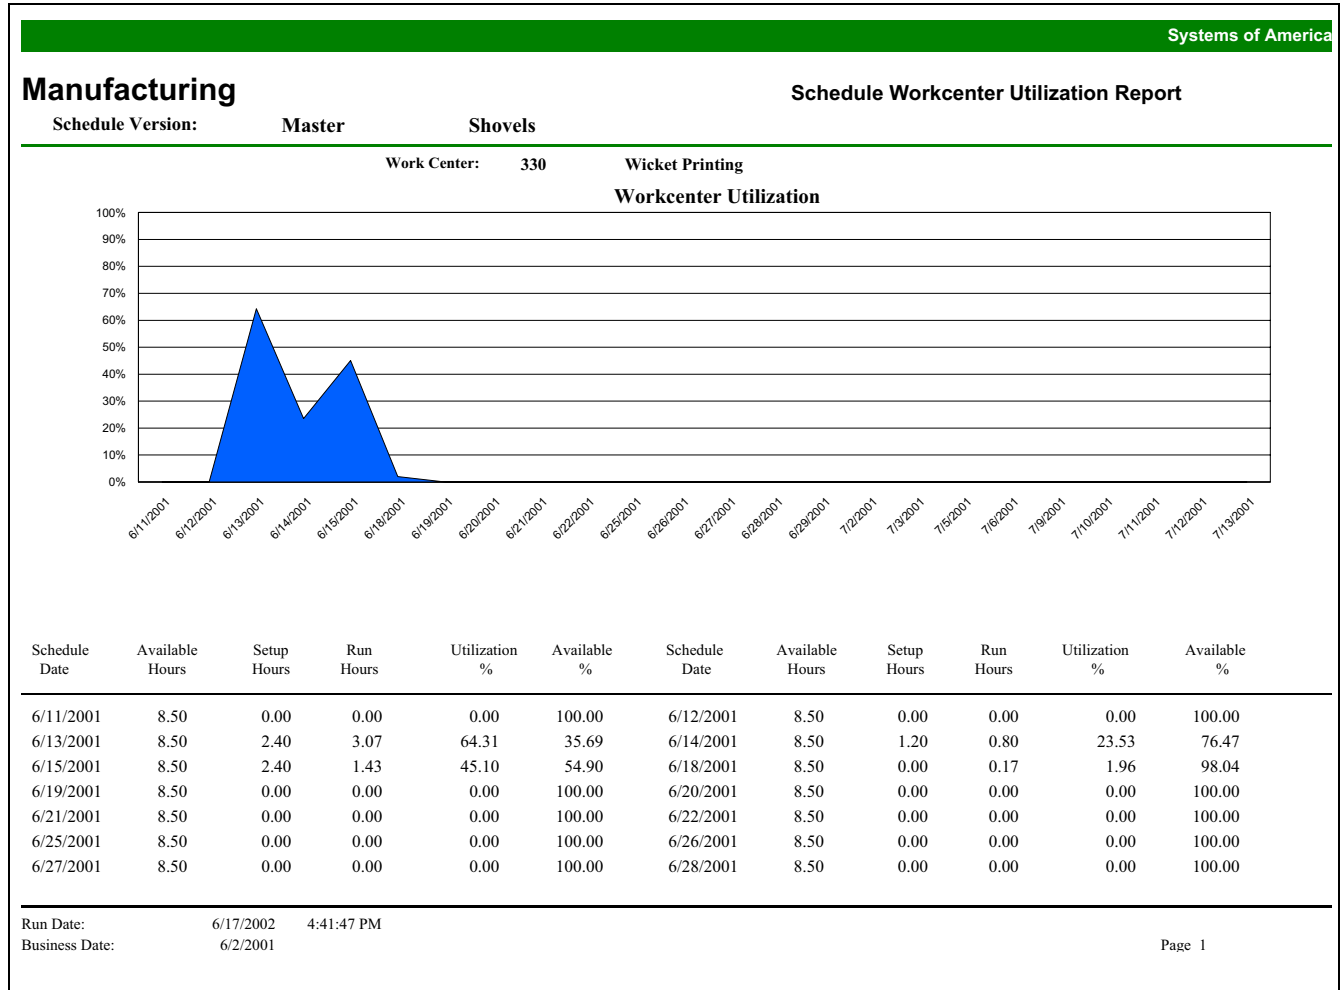 Systems of America
Manufacturing
Schedule Workcenter Utilization Report
Schedule Version: Master Shovels
Work Center: 330 Wicket Printing
Workcenter Utilization
100%
90%
80%
70%
60%
50%
40%
30%
20%
10%
0%
6/11/2001 6/12/2001 6/13/2001 6/14/2001 6/15/2001 6/18/2001 6/19/2001 6/20/2001 6/21/2001 6/22/2001 6/25/2001 6/26/2001 6/27/2001 6/28/2001 6/29/2001 7/2/2001 7/3/2001 7/5/2001 7/6/2001 7/9/2001 7/10/2001 7/11/2001 7/12/2001 7/13/2001
Schedule Available Setup Run Utilization Available Schedule Available Setup Run Utilization Available
Date Hours Hours Hours % % Date Hours Hours Hours % %
6/11/2001 8.50 0.00 0.00 0.00 100.00 6/12/2001 8.50 0.00 0.00 0.00 100.00
6/13/2001 8.50 2.40 3.07 64.31 35.69 6/14/2001 8.50 1.20 0.80 23.53 76.47
6/15/2001 8.50 2.40 1.43 45.10 54.90 6/18/2001 8.50 0.00 0.17 1.96 98.04
6/19/2001 8.50 0.00 0.00 0.00 100.00 6/20/2001 8.50 0.00 0.00 0.00 100.00
6/21/2001 8.50 0.00 0.00 0.00 100.00 6/22/2001 8.50 0.00 0.00 0.00 100.00
6/25/2001 8.50 0.00 0.00 0.00 100.00 6/26/2001 8.50 0.00 0.00 0.00 100.00
6/27/2001 8.50 0.00 0.00 0.00 100.00 6/28/2001 8.50 0.00 0.00 0.00 100.00
Run Date: 6/17/2002 4:41:47 PM
Business Date: 6/2/2001 Page 1